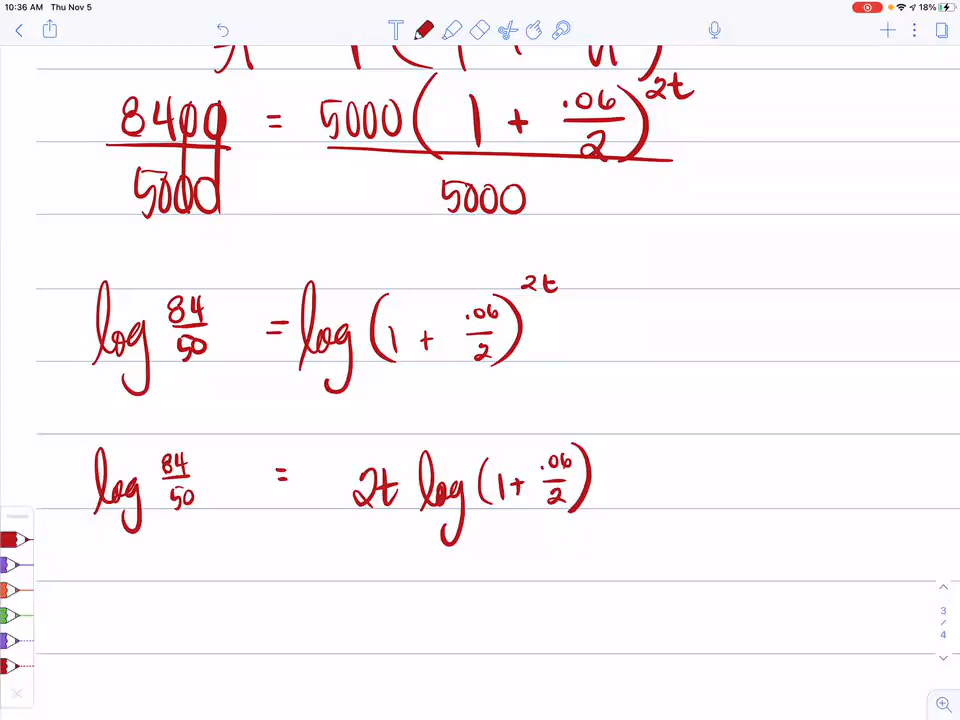 10:36 AM Thu Nov 5
18%
8400 = 5000 ( 1 + .06/2 )^2t
5000 5000
log 84/50 = log ( 1 + .06/2 )^2t
log 84/50 = 2t log ( 1 + .06/2 )
3
/
4